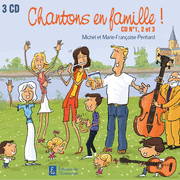 3 CD
Chantons en famille !
CD N°1, 2 et 3
Michel et Marie-Françoise Penhard